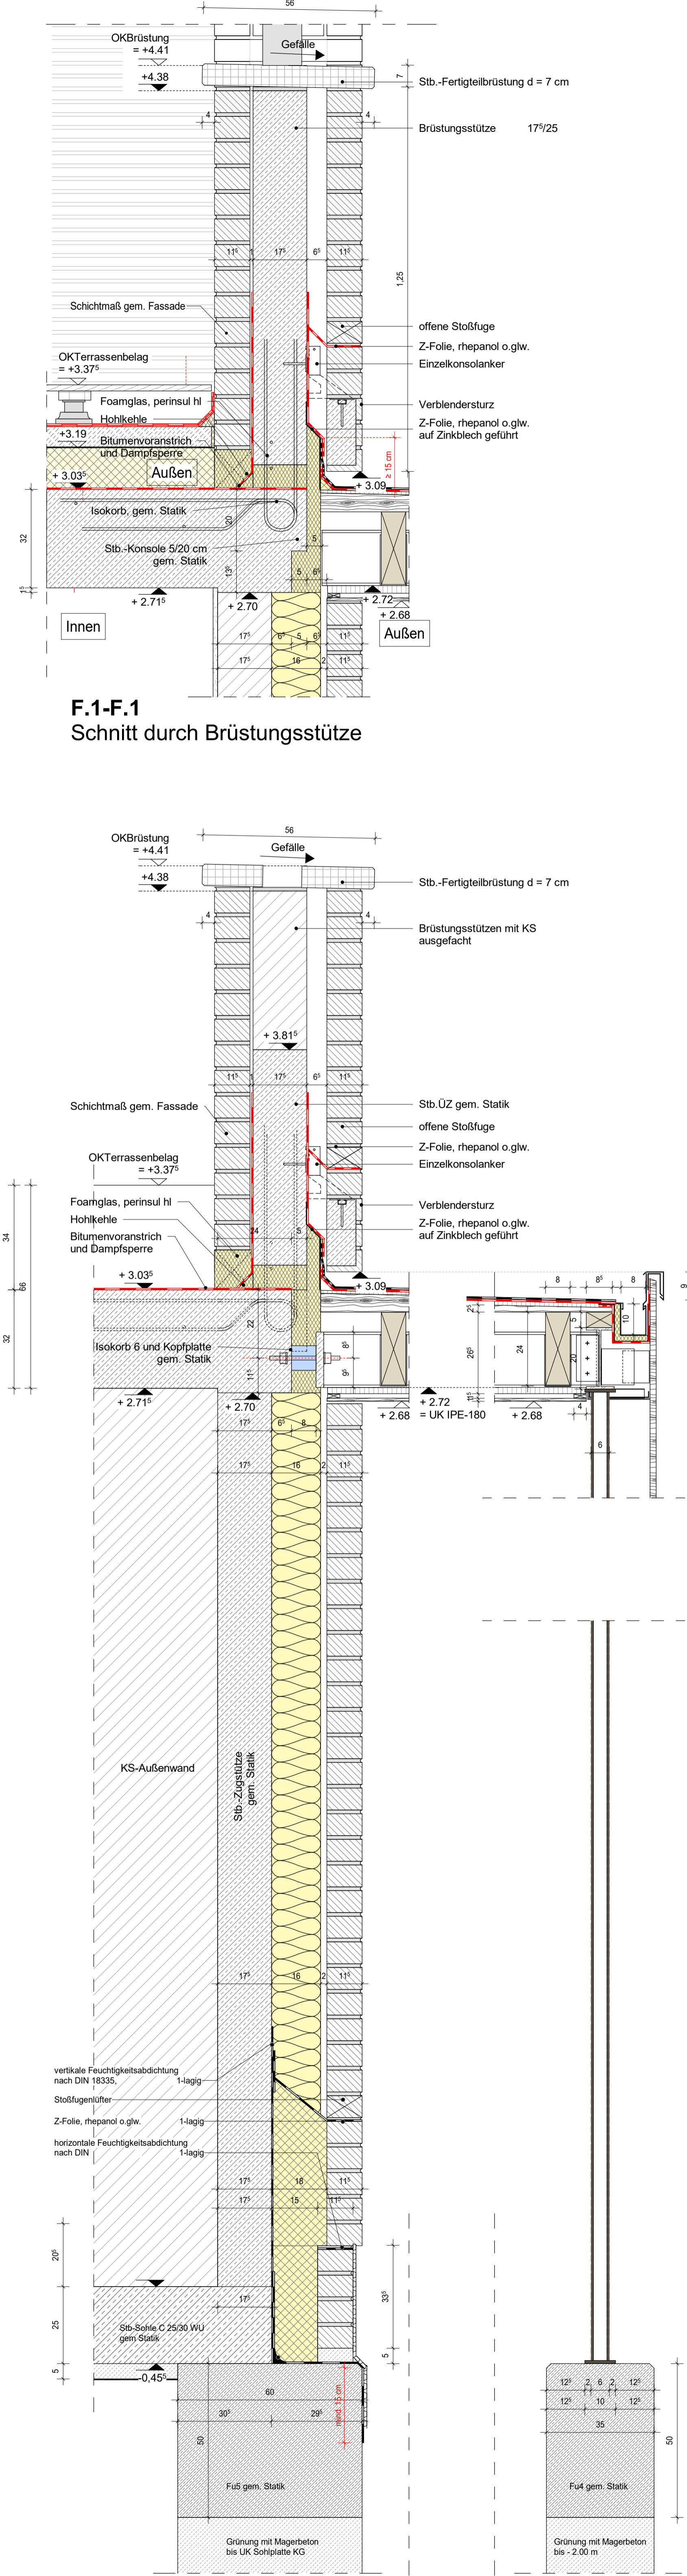 56
OKBrüstung
= +4.41
Gefälle
+4.38
7
Stb.-Fertigteilbrüstung d = 7 cm
4
4
Brüstungsstütze 17⁵/25
11⁵ 1 17⁵ 6⁵ 11⁵
1,25
Schichtmaß gem. Fassade
offene Stoßfuge
Z-Folie, rhepanol o.glw.
OKTerrassenbelag
= +3.37⁵
Einzelkonsolanker
Foamglas, perinsul hl
Verblendersturz
Hohlkehle
Z-Folie, rhepanol o.glw.
auf Zinkblech geführt
+3.19
Bitumenvoranstrich
und Dampfsperre
≥ 15 cm
+ 3.03⁵
Außen
+ 3.09
Isokorb, gem. Statik
20
32
Stb.-Konsole 5/20 cm
gem. Statik
5
13⁵
5 6⁵
1⁵
+ 2.71⁵
+ 2.70
+ 2.72
+ 2.68
Innen
Außen
17⁵ 6⁵ 5 6⁵ 11⁵
17⁵ 16 2 11⁵
F.1-F.1
Schnitt durch Brüstungsstütze
56
OKBrüstung
= +4.41
Gefälle
+4.38
Stb.-Fertigteilbrüstung d = 7 cm
4
4
Brüstungsstützen mit KS
ausgefacht
+ 3.81⁵
11⁵ 1 17⁵ 6⁵ 11⁵
Schichtmaß gem. Fassade
Stb.ÜZ gem. Statik
offene Stoßfuge
Z-Folie, rhepanol o.glw.
OKTerrassenbelag
= +3.37⁵
Einzelkonsolanker
Foamglas, perinsul hl
Verblendersturz
Hohlkehle
Z-Folie, rhepanol o.glw.
auf Zinkblech geführt
24 5
34
66
Bitumenvoranstrich
und Dampfsperre
+ 3.03⁵
+ 3.09
8 8⁵ 8
9
2⁵
10
5
22
32
Isokorb 6 und Kopfplatte
gem. Statik
8⁵
26⁵
24
20
11⁵
9⁵
1⁵
+ 2.71⁵
+ 2.70
+ 2.68
+ 2.72
= UK IPE-180
+ 2.68
4
17⁵ 6⁵ 8
6
17⁵ 16 2 11⁵
KS-Außenwand
Stb.-Zugstütze
gem. Statik
17⁵ 16 2 11⁵
vertikale Feuchtigkeitsabdichtung
nach DIN 18335, 1-lagig
Stoßfugenlüfter
Z-Folie, rhepanol o.glw. 1-lagig
horizontale Feuchtigkeitsabdichtung
nach DIN 1-lagig
17⁵ 18 11⁵
17⁵ 15 11⁵
20⁵
33⁵
17⁵
25
Stb-Sohle C 25/30 WU
gem Statik
5
5
-0,45⁵
60
30⁵ 29⁵
mind. 15 cm
50
12⁵ 2 6 2 12⁵
12⁵ 10 12⁵
35
50
Fu5 gem. Statik
Fu4 gem. Statik
Grünung mit Magerbeton
bis UK Sohlplatte KG
Grünung mit Magerbeton
bis - 2.00 m